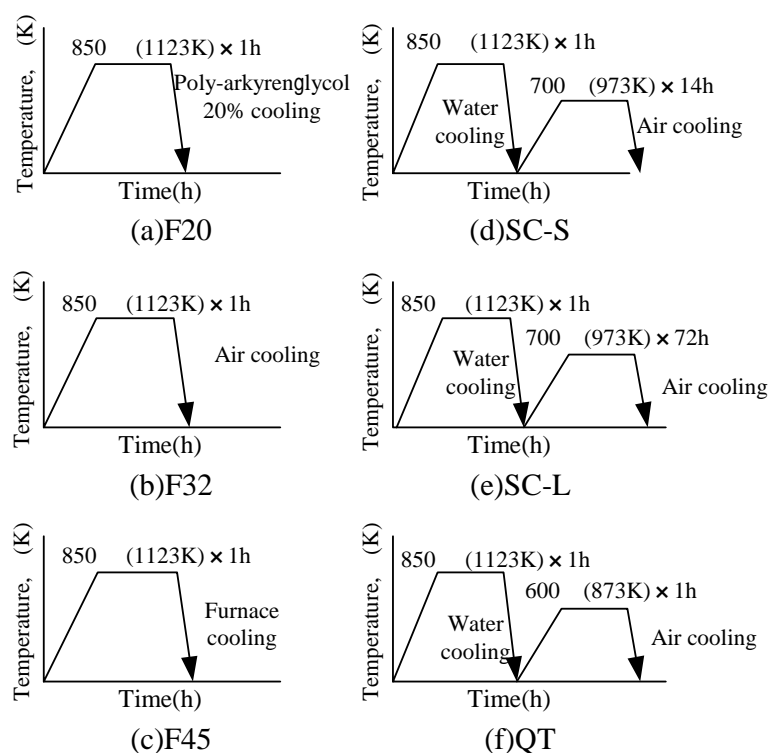 Temperature, (K)
850 (1123K) × 1h
Poly-arkyrenglycol
20% cooling
Time(h)
(a)F20
Temperature, (K)
850 (1123K) × 1h
Air cooling
Time(h)
(b)F32
Temperature, (K)
850 (1123K) × 1h
Furnace
cooling
Time(h)
(c)F45
Temperature, (K)
850 (1123K) × 1h
Water
cooling
700 (973K) × 14h
Air cooling
Time(h)
(d)SC-S
Temperature, (K)
850 (1123K) × 1h
Water
cooling
700 (973K) × 72h
Air cooling
Time(h)
(e)SC-L
Temperature, (K)
850 (1123K) × 1h
Water
cooling
600 (873K) × 1h
Air cooling
Time(h)
(f)QT